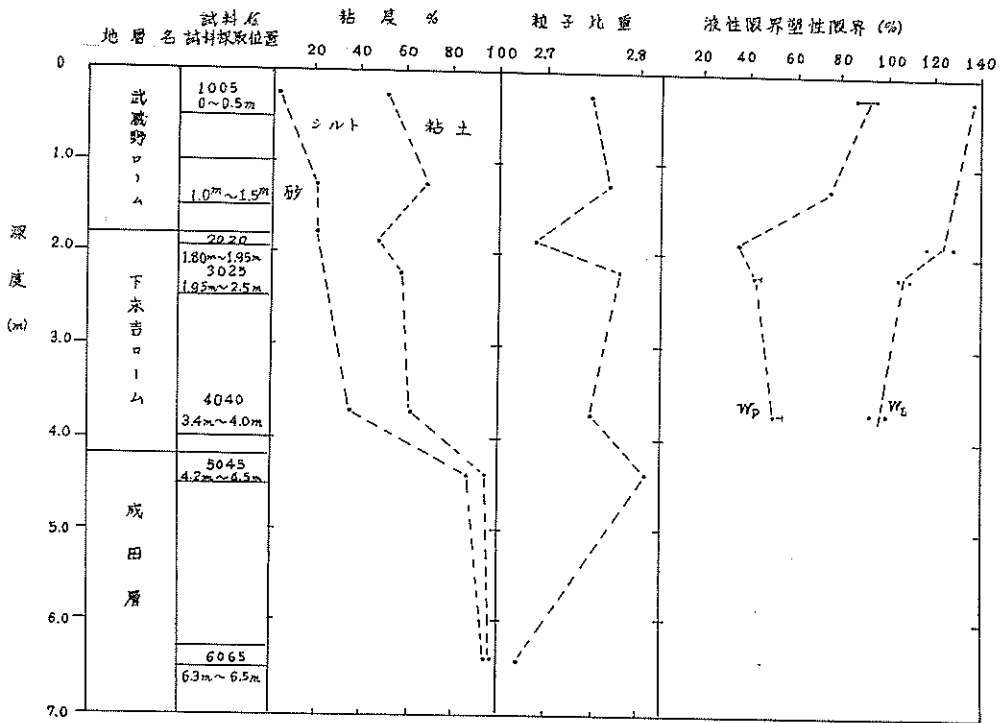 試料№
粘度 %
粒子比重
液性限界塑性限界 (%)
地層名
試料採取位置
20 40 60 80 100
2.7 2.8
20 40 60 80 100 120 140
0
1.0
2.0
3.0
4.0
5.0
6.0
7.0
深度
(m)
武蔵野ローム
下末吉ローム
成田層
1005
0~0.5m
1.0m~1.5m
2020
1.80m~1.95m
3025
1.95m~2.5m
4040
3.4m~4.0m
5045
4.2m~6.5m
6065
6.3m~6.5m
シルト
粘土
砂
WP
WL